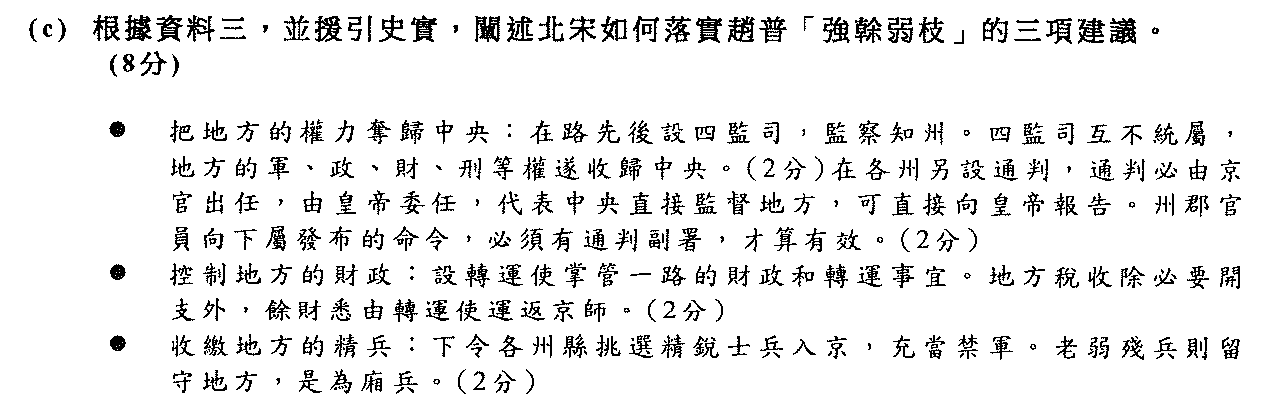 (c) 根據資料三，並援引史實，闡述北宋如何落實趙普「強榦弱枝」的三項建議。
(8分)
● 把地方的權力奪歸中央：在路先後設四監司，監察知州。四監司互不統屬，
地方的軍、政、財、刑等權遂收歸中央。(2分)在各州另設通判，通判必由京
官出任，由皇帝委任，代表中央直接監督地方，可直接向皇帝報告。州郡官
員向下屬發布的命令，必須有通判副署，才算有效。(2分)
● 控制地方的財政：設轉運使掌管一路的財政和轉運事宜。地方稅收除必要開
支外，餘財悉由轉運使運返京師。(2分)
● 收繳地方的精兵：下令各州縣挑選精銳士兵入京，充當禁軍。老弱殘兵則留
守地方，是為廂兵。(2分)